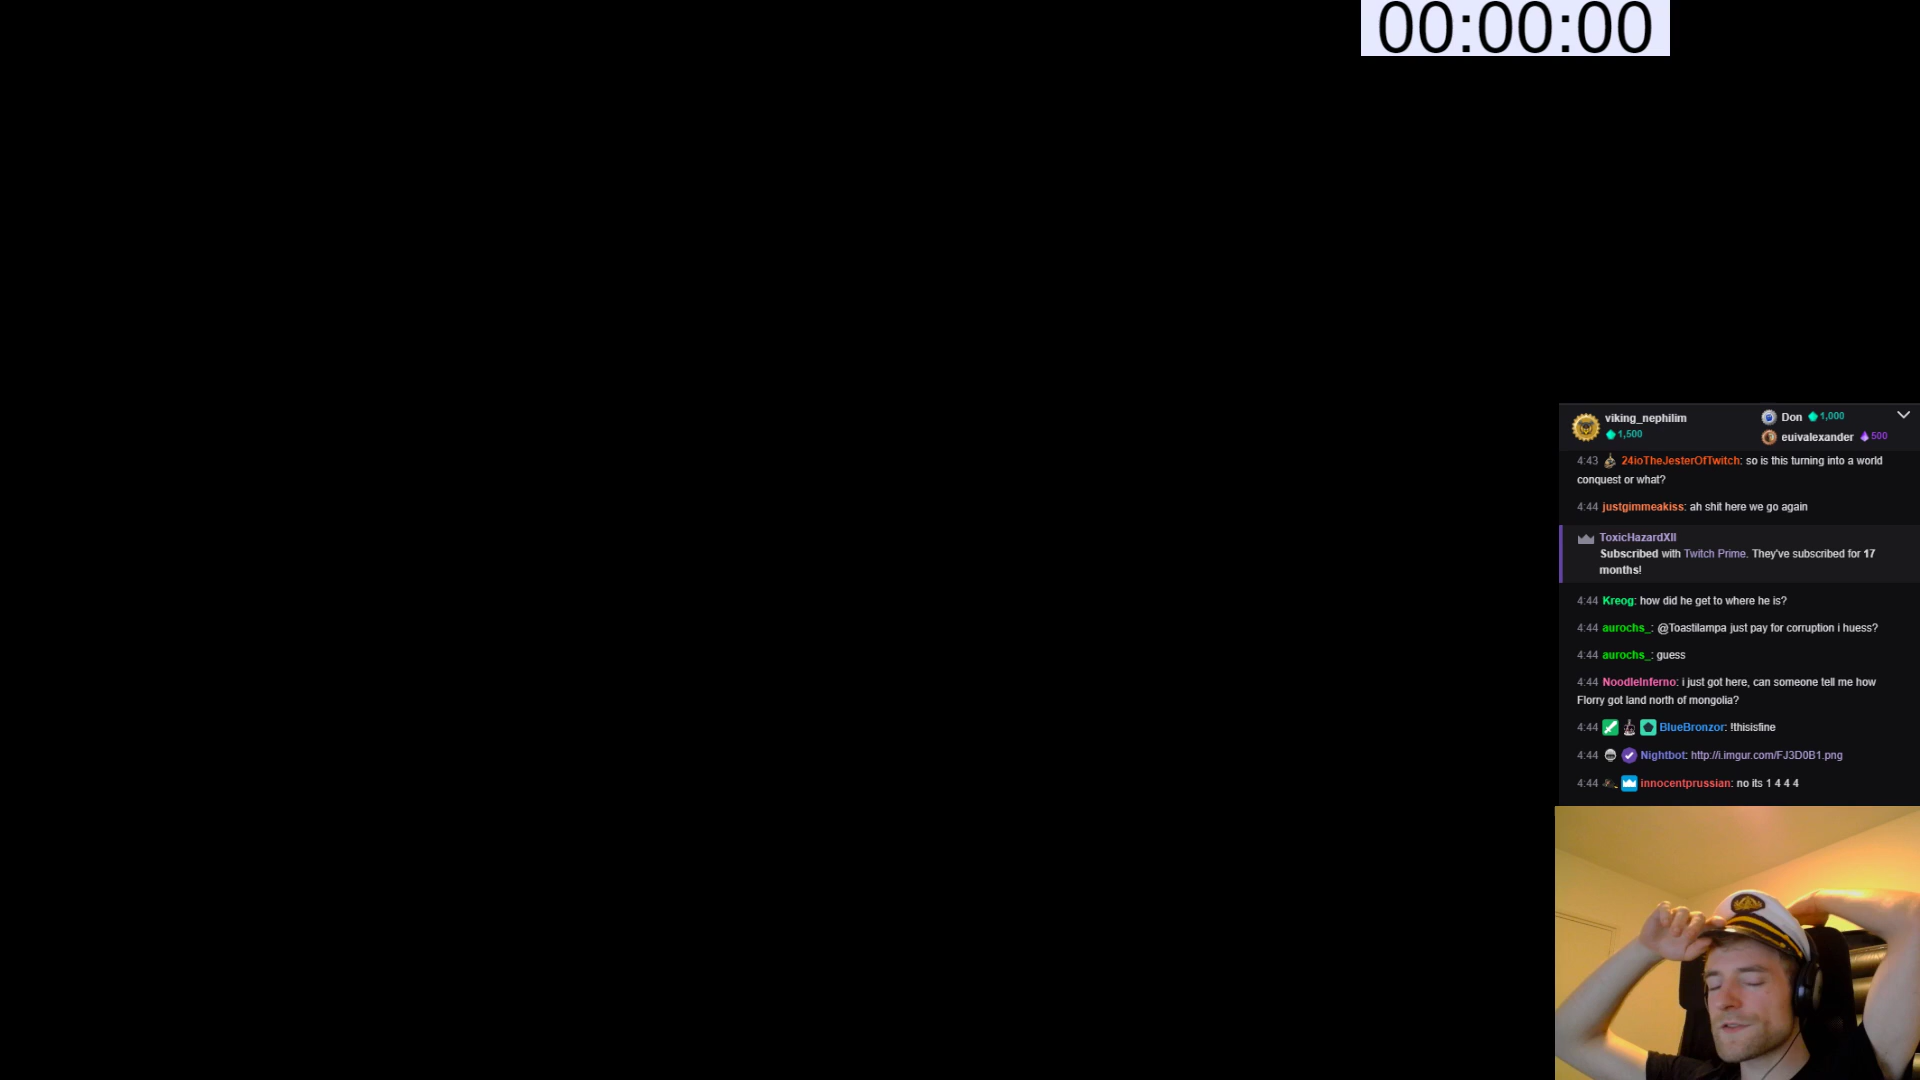 00:00:00
viking_nephilim
1,500
Don 1,000
euivalexander 500
4:43 24ioTheJesterOfTwitch: so is this turning into a world
conquest or what?
4:44 justgimmeakiss: ah shit here we go again
ToxicHazardXII
Subscribed with Twitch Prime. They've subscribed for 17
months!
4:44 Kreog: how did he get to where he is?
4:44 aurochs_: @Toastilampa just pay for corruption i huess?
4:44 aurochs_: guess
4:44 NoodleInferno: i just got here, can someone tell me how
Florry got land north of mongolia?
4:44 BlueBronzor: !thisisfine
4:44 Nightbot: http://i.imgur.com/FJ3D0B1.png
4:44 innocentprussian: no its 1 4 4 4